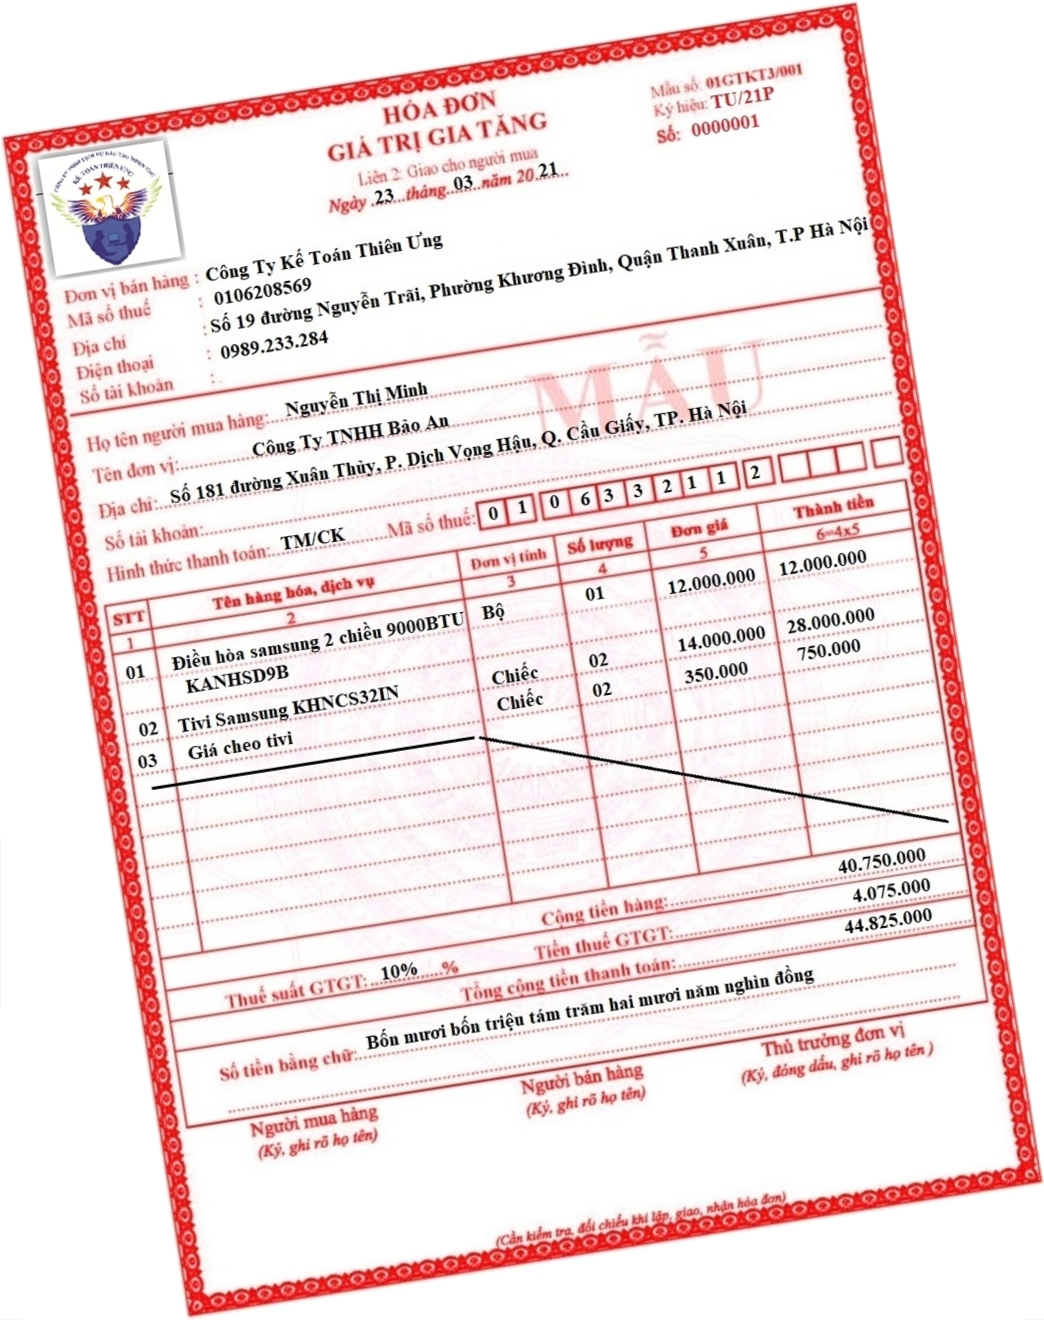 HÓA ĐƠN
GIÁ TRỊ GIA TĂNG
Liên 2: Giao cho người mua
Ngày .23...tháng..03..năm 20.21...
Mẫu số: 01GTKT3/001
Ký hiệu: TU/21P
Số: 0000001
KẾ TOÁN THIÊN ƯNG
Đơn vị bán hàng : Công Ty Kế Toán Thiên Ưng
Mã số thuế : 0106208569
Địa chỉ : Số 19 đường Nguyễn Trãi, Phường Khương Đình, Quận Thanh Xuân, T.P Hà Nội
Điện thoại : 0989.233.284
Số tài khoản :
MẪU
Họ tên người mua hàng: Nguyễn Thị Minh
Tên đơn vị: Công Ty TNHH Bảo An
Địa chỉ: Số 181 đường Xuân Thủy, P. Dịch Vọng Hậu, Q. Cầu Giấy, TP. Hà Nội
Số tài khoản:
Hình thức thanh toán: TM/CK Mã số thuế: 0 1 0 6 3 3 2 1 1 2
STT Tên hàng hóa, dịch vụ Đơn vị tính Số lượng Đơn giá Thành tiền
1 2 3 4 5 6=4x5
01 Điều hòa samsung 2 chiều 9000BTU Bộ 01 12.000.000 12.000.000
KANHSD9B
02 Tivi Samsung KHNCS32IN Chiếc 02 14.000.000 28.000.000
03 Giá cheo tivi Chiếc 02 350.000 750.000
Cộng tiền hàng: 40.750.000
Thuế suất GTGT: 10% % Tiền thuế GTGT: 4.075.000
Tổng cộng tiền thanh toán: 44.825.000
Số tiền bằng chữ: Bốn mươi bốn triệu tám trăm hai mươi năm nghìn đồng
Người mua hàng Người bán hàng Thủ trưởng đơn vị
(Ký, ghi rõ họ tên) (Ký, ghi rõ họ tên) (Ký, đóng dấu, ghi rõ họ tên )
(Cần kiểm tra, đối chiếu khi lập, giao, nhận hóa đơn)